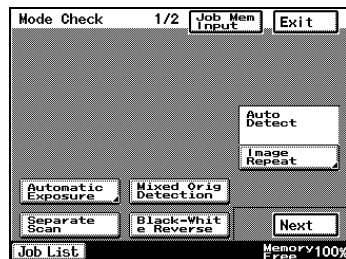 Mode Check 1/2 Job Mem Exit
Input
Auto
Detect
Image
Repeat
Automatic Mixed Orig
Exposure Detection
Separate Black-Whit
Scan e Reverse Next
Job List Memory 100%
Free